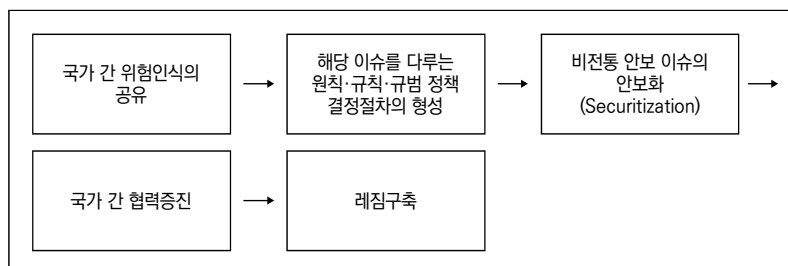 국가 간 위험인식의
공유
해당 이슈를 다루는
원칙·규칙·규범 정책
결정절차의 형성
비전통 안보 이슈의
안보화
(Securitization)
국가 간 협력증진
레짐구축